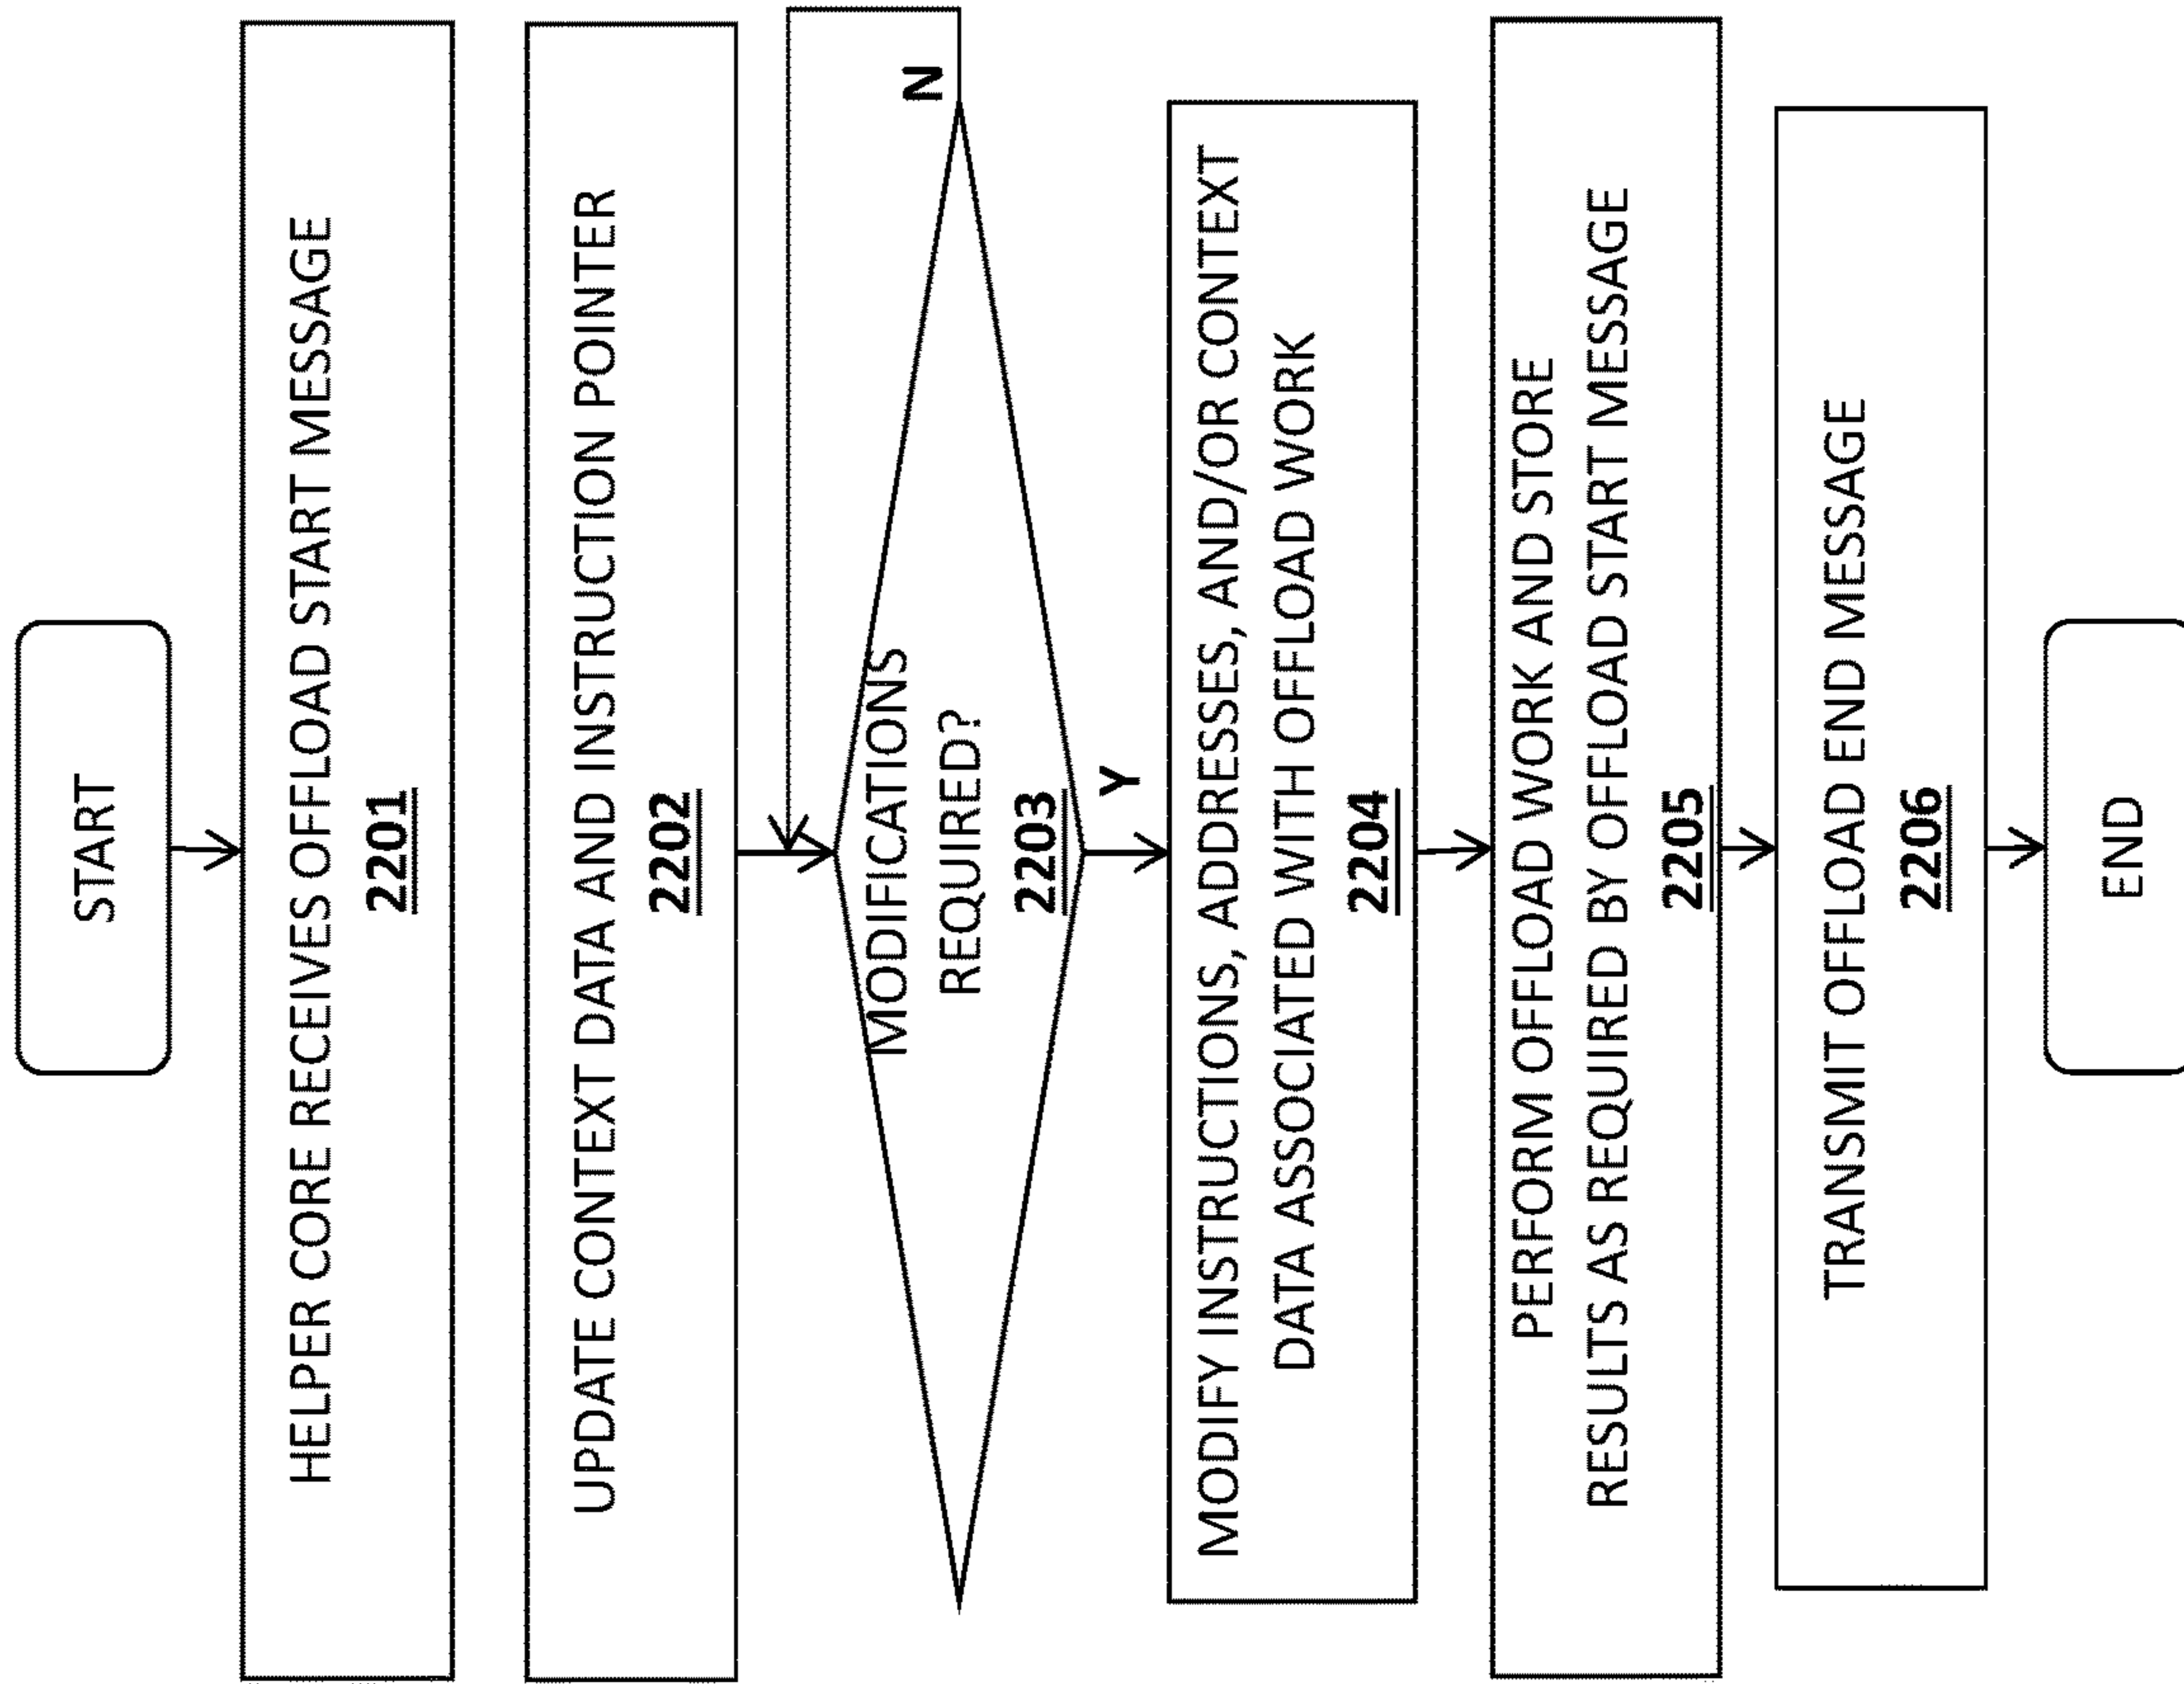 START
HELPER CORE RECEIVES OFFLOAD START MESSAGE
2201
UPDATE CONTEXT DATA AND INSTRUCTION POINTER
2202
N
MODIFICATIONS
REQUIRED?
2203
Y
MODIFY INSTRUCTIONS, ADDRESSES, AND/OR CONTEXT
DATA ASSOCIATED WITH OFFLOAD WORK
2204
PERFORM OFFLOAD WORK AND STORE
RESULTS AS REQUIRED BY OFFLOAD START MESSAGE
2205
TRANSMIT OFFLOAD END MESSAGE
2206
END